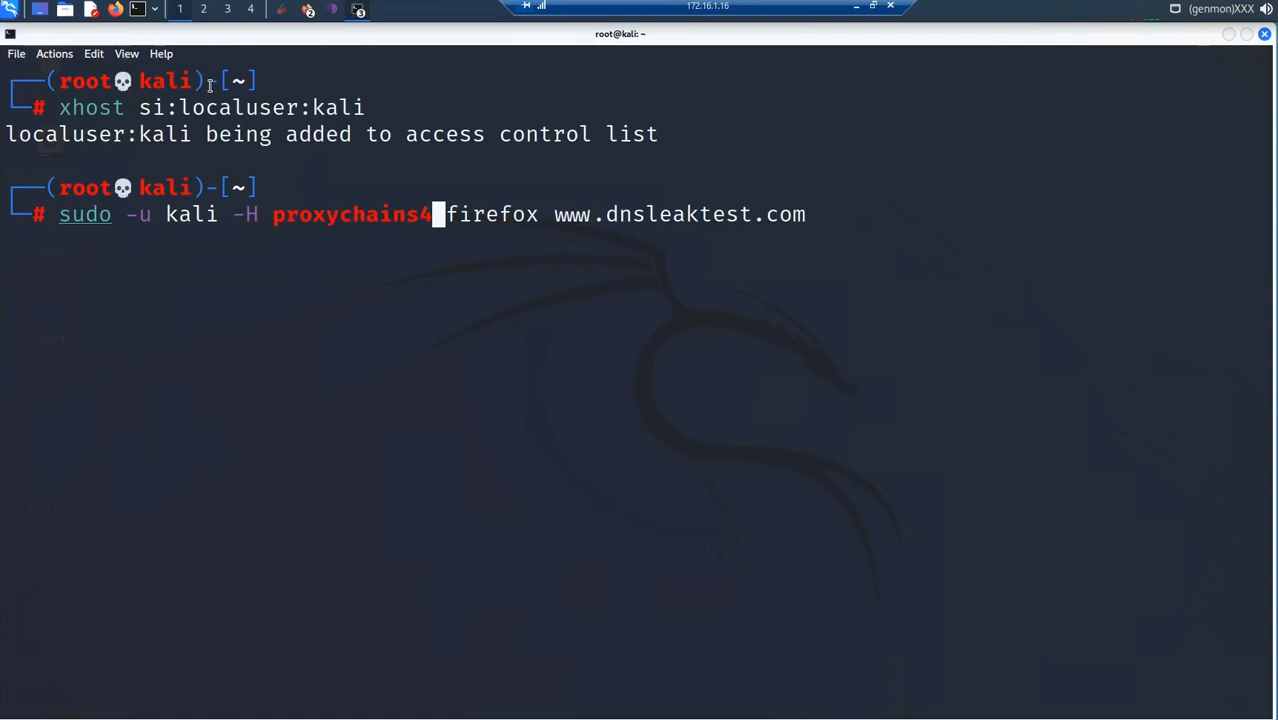 1 2 3 4 2 3 172.16.1.16 (genmon)XXX
root@kali: ~
File Actions Edit View Help
┌──(root💀kali)-[~]
└─# xhost si:localuser:kali
localuser:kali being added to access control list
┌──(root💀kali)-[~]
└─# sudo -u kali -H proxychains4 firefox www.dnsleaktest.com